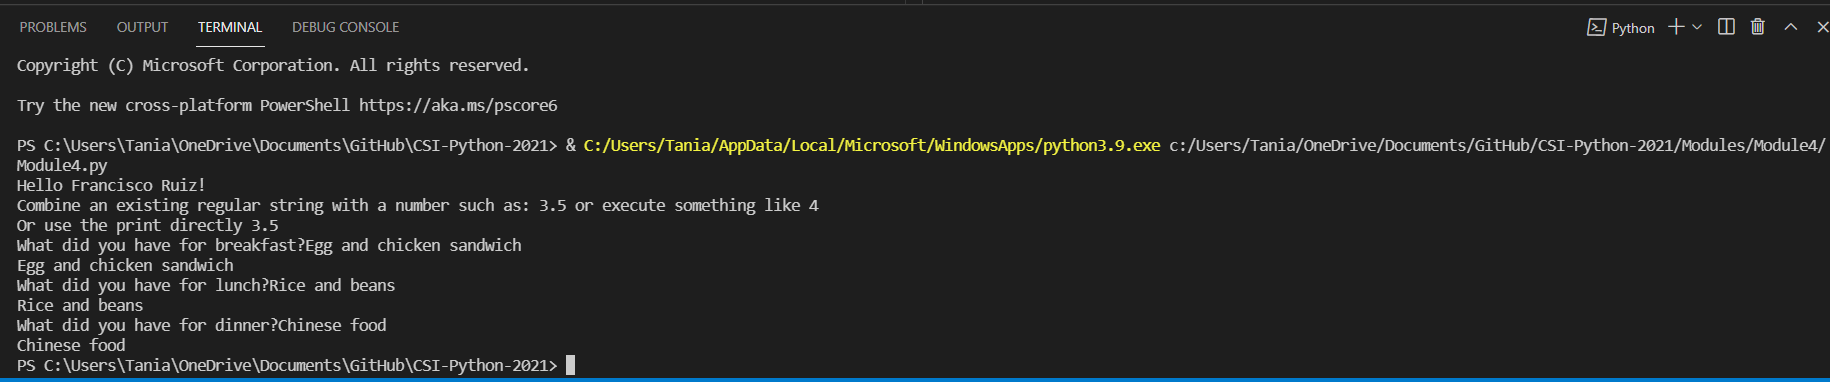 PROBLEMS OUTPUT TERMINAL DEBUG CONSOLE Python
Copyright (C) Microsoft Corporation. All rights reserved.
Try the new cross-platform PowerShell https://aka.ms/pscore6
PS C:\Users\Tania\OneDrive\Documents\GitHub\CSI-Python-2021> & C:/Users/Tania/AppData/Local/Microsoft/WindowsApps/python3.9.exe c:/Users/Tania/OneDrive/Documents/GitHub/CSI-Python-2021/Modules/Module4/
Module4.py
Hello Francisco Ruiz!
Combine an existing regular string with a number such as: 3.5 or execute something like 4
Or use the print directly 3.5
What did you have for breakfast?Egg and chicken sandwich
Egg and chicken sandwich
What did you have for lunch?Rice and beans
Rice and beans
What did you have for dinner?Chinese food
Chinese food
PS C:\Users\Tania\OneDrive\Documents\GitHub\CSI-Python-2021>